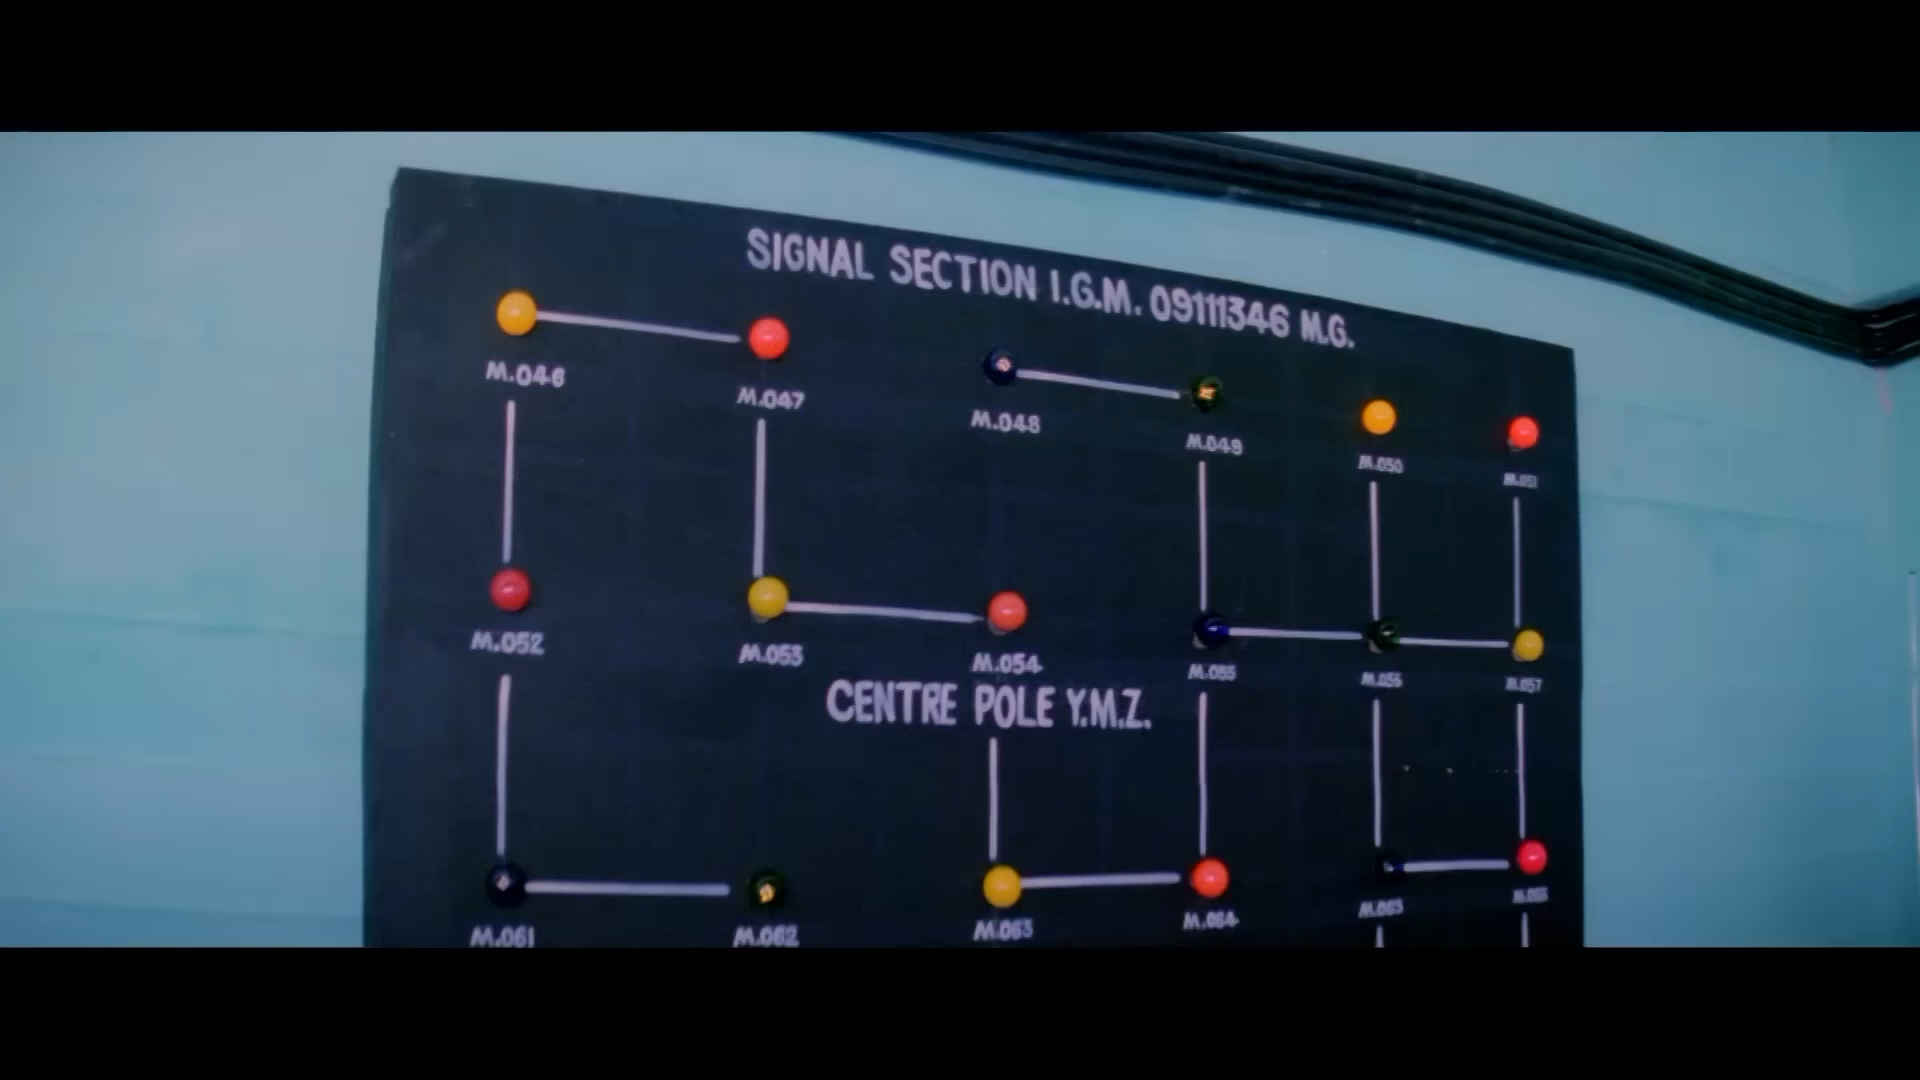 SIGNAL SECTION I.G.M. 09111346 M.G.
M.046
M.047
M.048
M.049
M.050
M.051
M.052
M.053
M.054
M.055
M.057
CENTRE POLE Y.M.Z.
M.061
M.062
M.063
M.064